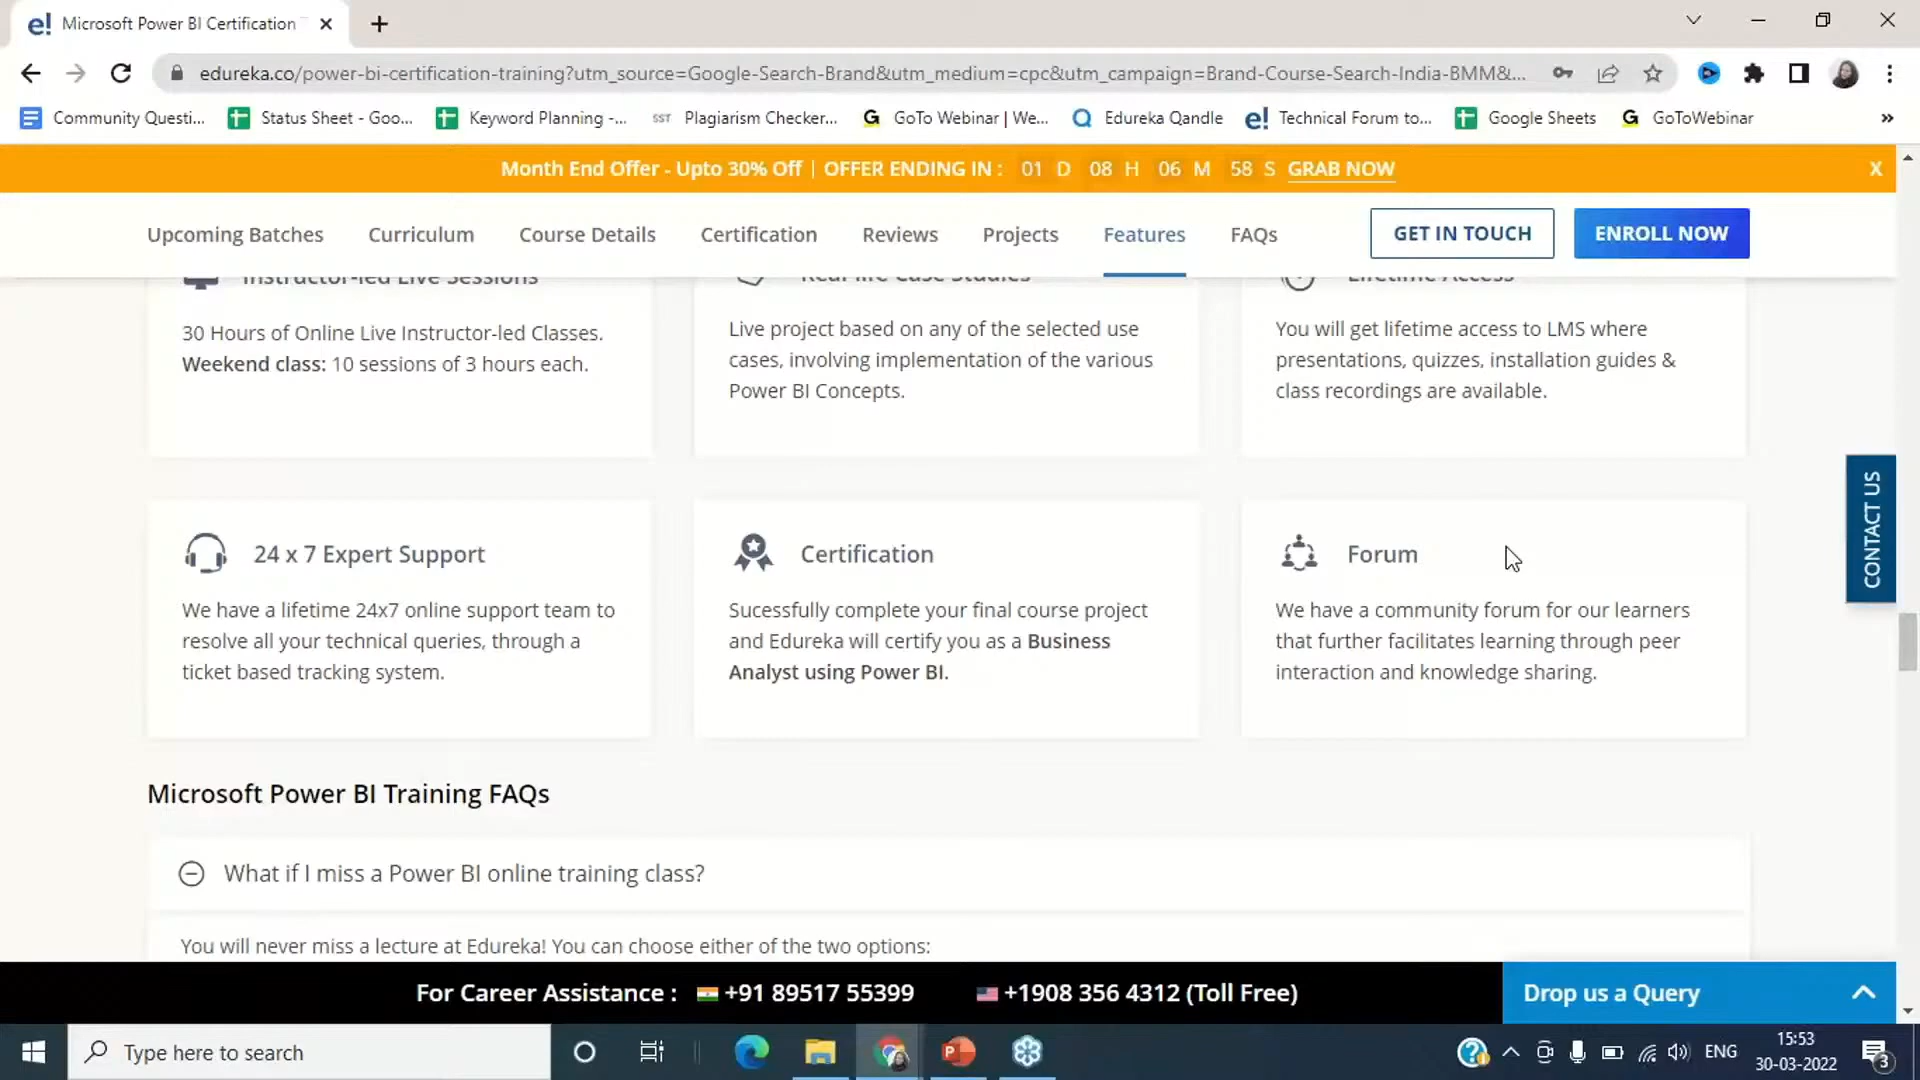 e! Microsoft Power BI Certification
edureka.co/power-bi-certification-training?utm_source=Google-Search-Brand&utm_medium=cpc&utm_campaign=Brand-Course-Search-India-BMM&...
Community Questi... Status Sheet - Goo... Keyword Planning -... SST Plagiarism Checker... G GoTo Webinar | We... Edureka Qandle e! Technical Forum to... Google Sheets G GoToWebinar »
Month End Offer - Upto 30% Off | OFFER ENDING IN : 01 D 08 H 06 M 58 S GRAB NOW X
Upcoming Batches Curriculum Course Details Certification Reviews Projects Features FAQs GET IN TOUCH ENROLL NOW
Instructor-led Live Sessions Real-life Case Studies Lifetime Access
30 Hours of Online Live Instructor-led Classes.
Weekend class: 10 sessions of 3 hours each.
Live project based on any of the selected use
cases, involving implementation of the various
Power BI Concepts.
You will get lifetime access to LMS where
presentations, quizzes, installation guides &
class recordings are available.
24 x 7 Expert Support
We have a lifetime 24x7 online support team to
resolve all your technical queries, through a
ticket based tracking system.
Certification
Sucessfully complete your final course project
and Edureka will certify you as a Business
Analyst using Power BI.
Forum
We have a community forum for our learners
that further facilitates learning through peer
interaction and knowledge sharing.
CONTACT US
Microsoft Power BI Training FAQs
What if I miss a Power BI online training class?
You will never miss a lecture at Edureka! You can choose either of the two options:
For Career Assistance : +91 89517 55399 +1908 356 4312 (Toll Free) Drop us a Query
Type here to search
ENG
15:53
30-03-2022
3